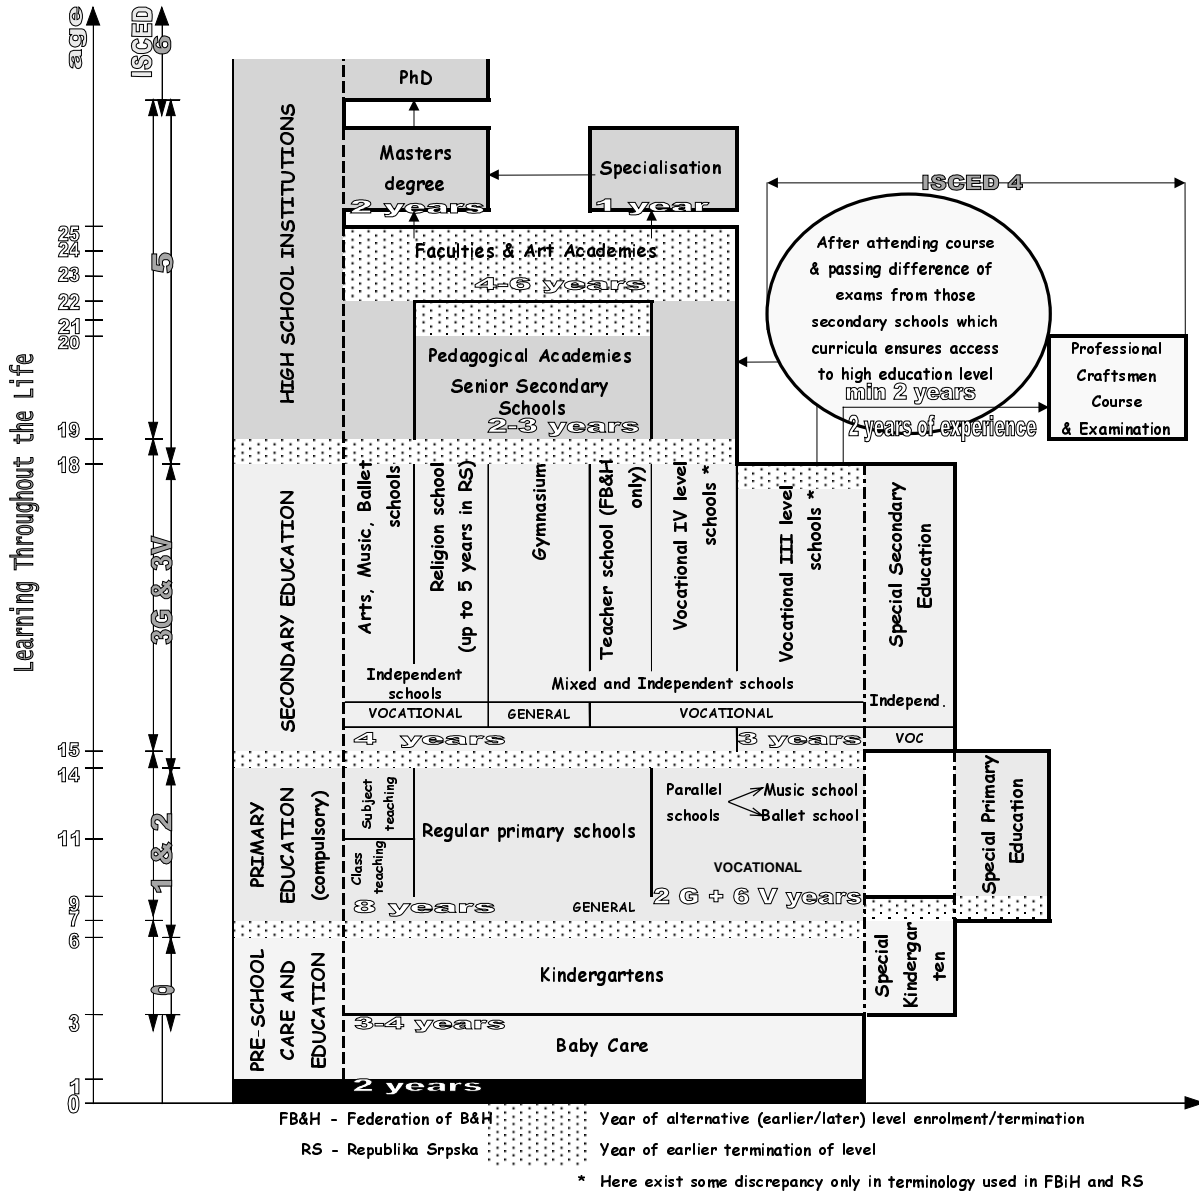 age
ISCED
6
PhD
Masters
degree
2 years
Specialisation
1 year
ISCED 4
HIGH SCHOOL INSTITUTIONS
Faculties & Art Academies
4-6 years
After attending course
& passing difference of
exams from those
secondary schools which
curricula ensures access
to high education level
min 2 years
2 years of experience
Professional
Craftsmen
Course
& Examination
Pedagogical Academies
Senior Secondary
Schools
2-3 years
25
24
23
22
21
20
19
18
15
14
11
9
7
6
3
1
0
5
3G & 3V
1 & 2
0
Learning Throughout the Life
SECONDARY EDUCATION
Arts, Music, Ballet
schools
Religion school
(up to 5 years in RS)
Gymnasium
Teacher school (FB&H
only)
Vocational IV level
schools *
Vocational III level
schools *
Special Secondary
Education
Independent
schools
Mixed and Independent schools
Independ.
VOCATIONAL
GENERAL
VOCATIONAL
4 years
3 years
VOC
PRIMARY
EDUCATION
(compulsory)
Subject
teaching
Class
teaching
Regular primary schools
Parallel
schools
Music school
Ballet school
VOCATIONAL
2 G + 6 V years
8 years
GENERAL
Special Primary
Education
PRE-SCHOOL
CARE AND
EDUCATION
Kindergartens
Special
Kindergar
ten
3-4 years
Baby Care
2 years
FB&H - Federation of B&H
Year of alternative (earlier/later) level enrolment/termination
RS - Republika Srpska
Year of earlier termination of level
* Here exist some discrepancy only in terminology used in FBiH and RS